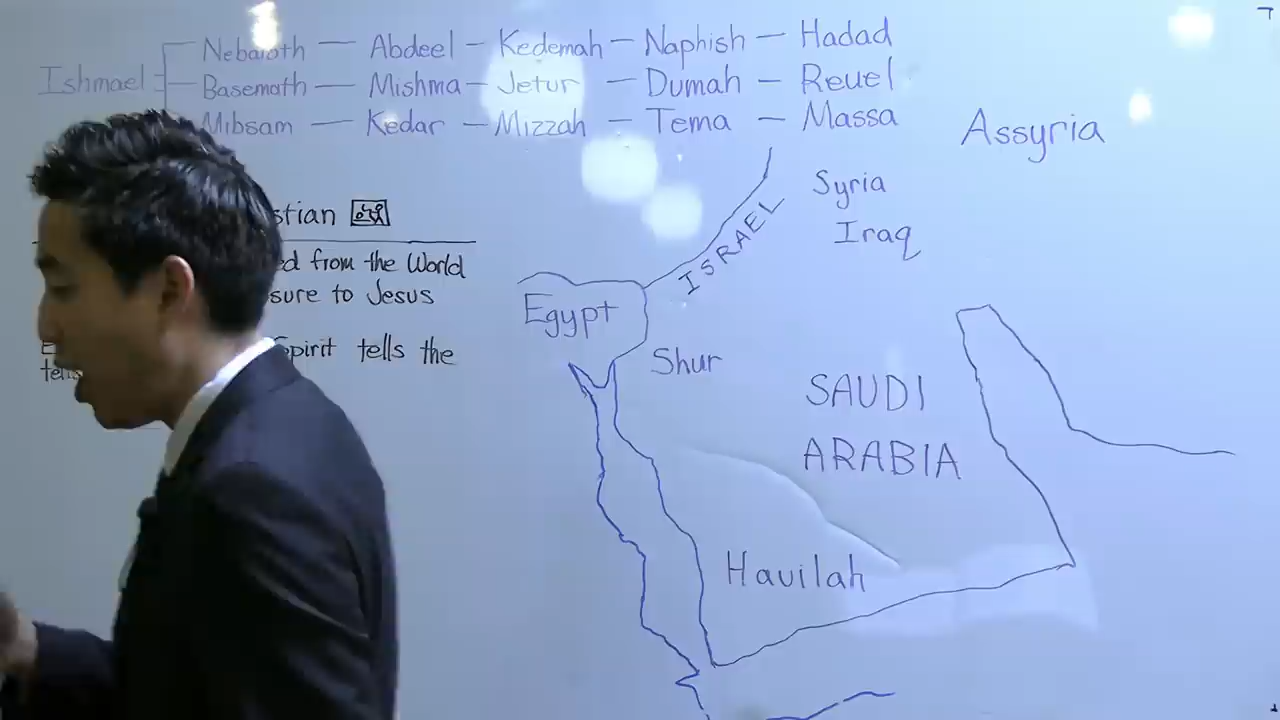 Nebaioth — Abdeel — Kedemah — Naphish — Hadad
Ishmael
Basemath — Mishma — Jetur — Dumah — Reuel
Mibsam — Kedar — Mizzah — Tema — Massa
Assyria
Syria
Iraq
ISRAEL
Egypt
Shur
SAUDI
ARABIA
Havilah
stian
ed from the World
sure to Jesus
Spirit tells the